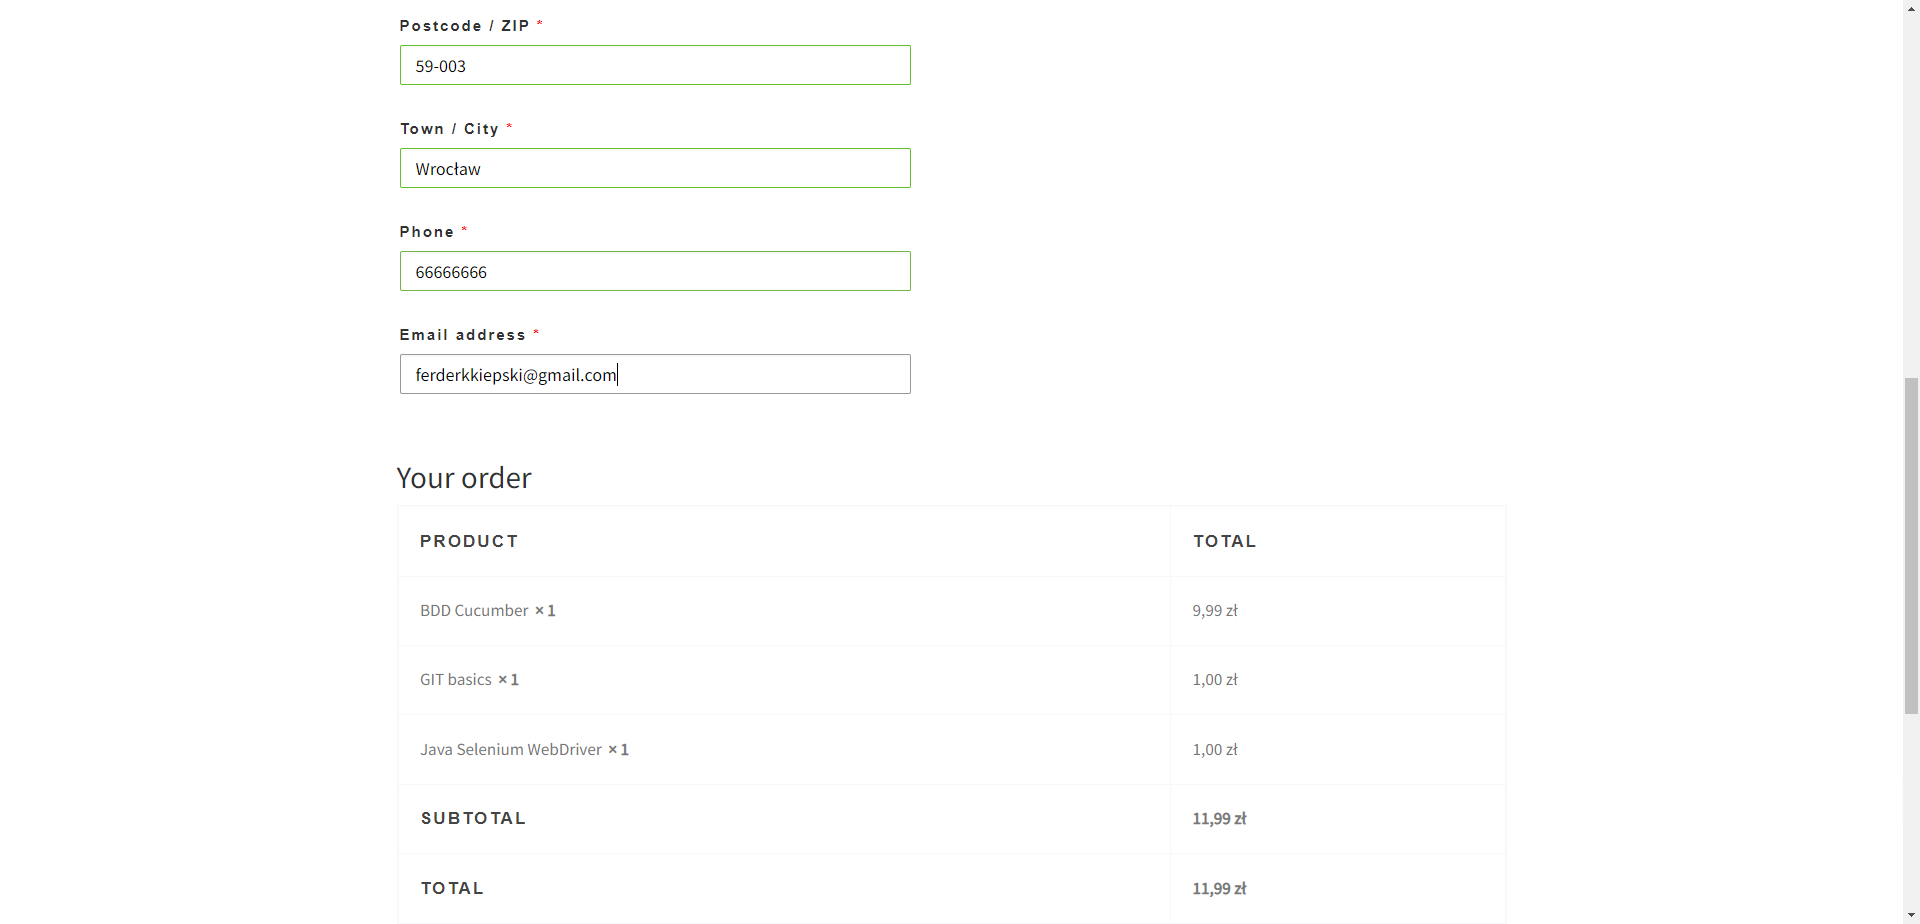 Postcode / ZIP *
59-003
Town / City *
Wrocław
Phone *
66666666
Email address *
ferderkkiepski@gmail.com
Your order
PRODUCT TOTAL
BDD Cucumber × 1 9,99 zł
GIT basics × 1 1,00 zł
Java Selenium WebDriver × 1 1,00 zł
SUBTOTAL 11,99 zł
TOTAL 11,99 zł